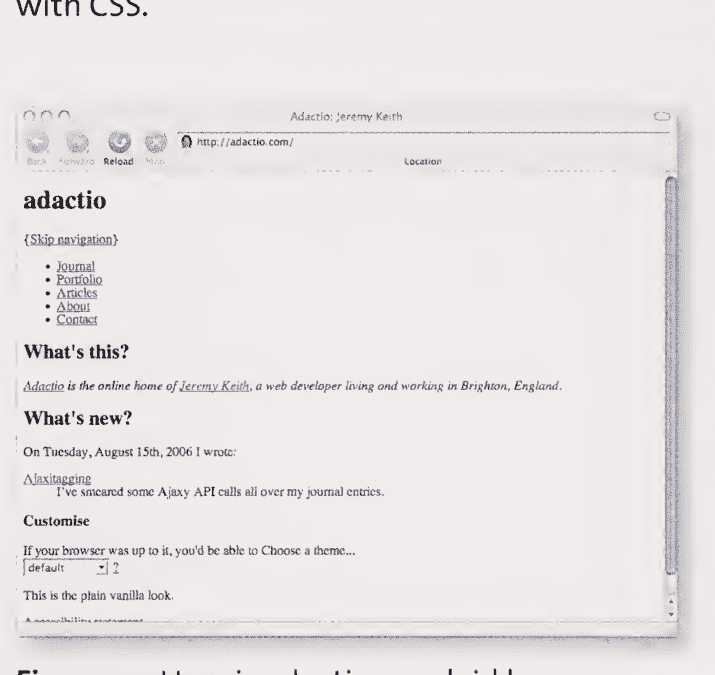 with CSS.
Adactio: Jeremy Keith
http://adactio.com/
Back Forward Reload Stop
Location
adactio
{Skip navigation}
• Journal
• Portfolio
• Articles
• About
• Contact
What's this?
Adactio is the online home of Jeremy Keith, a web developer living and working in Brighton, England.
What's new?
On Tuesday, August 15th, 2006 I wrote:
Ajaxitagging
I've smeared some Ajaxy API calls all over my journal entries.
Customise
If your browser was up to it, you'd be able to Choose a theme...
default ?
This is the plain vanilla look.
Accessibility statement